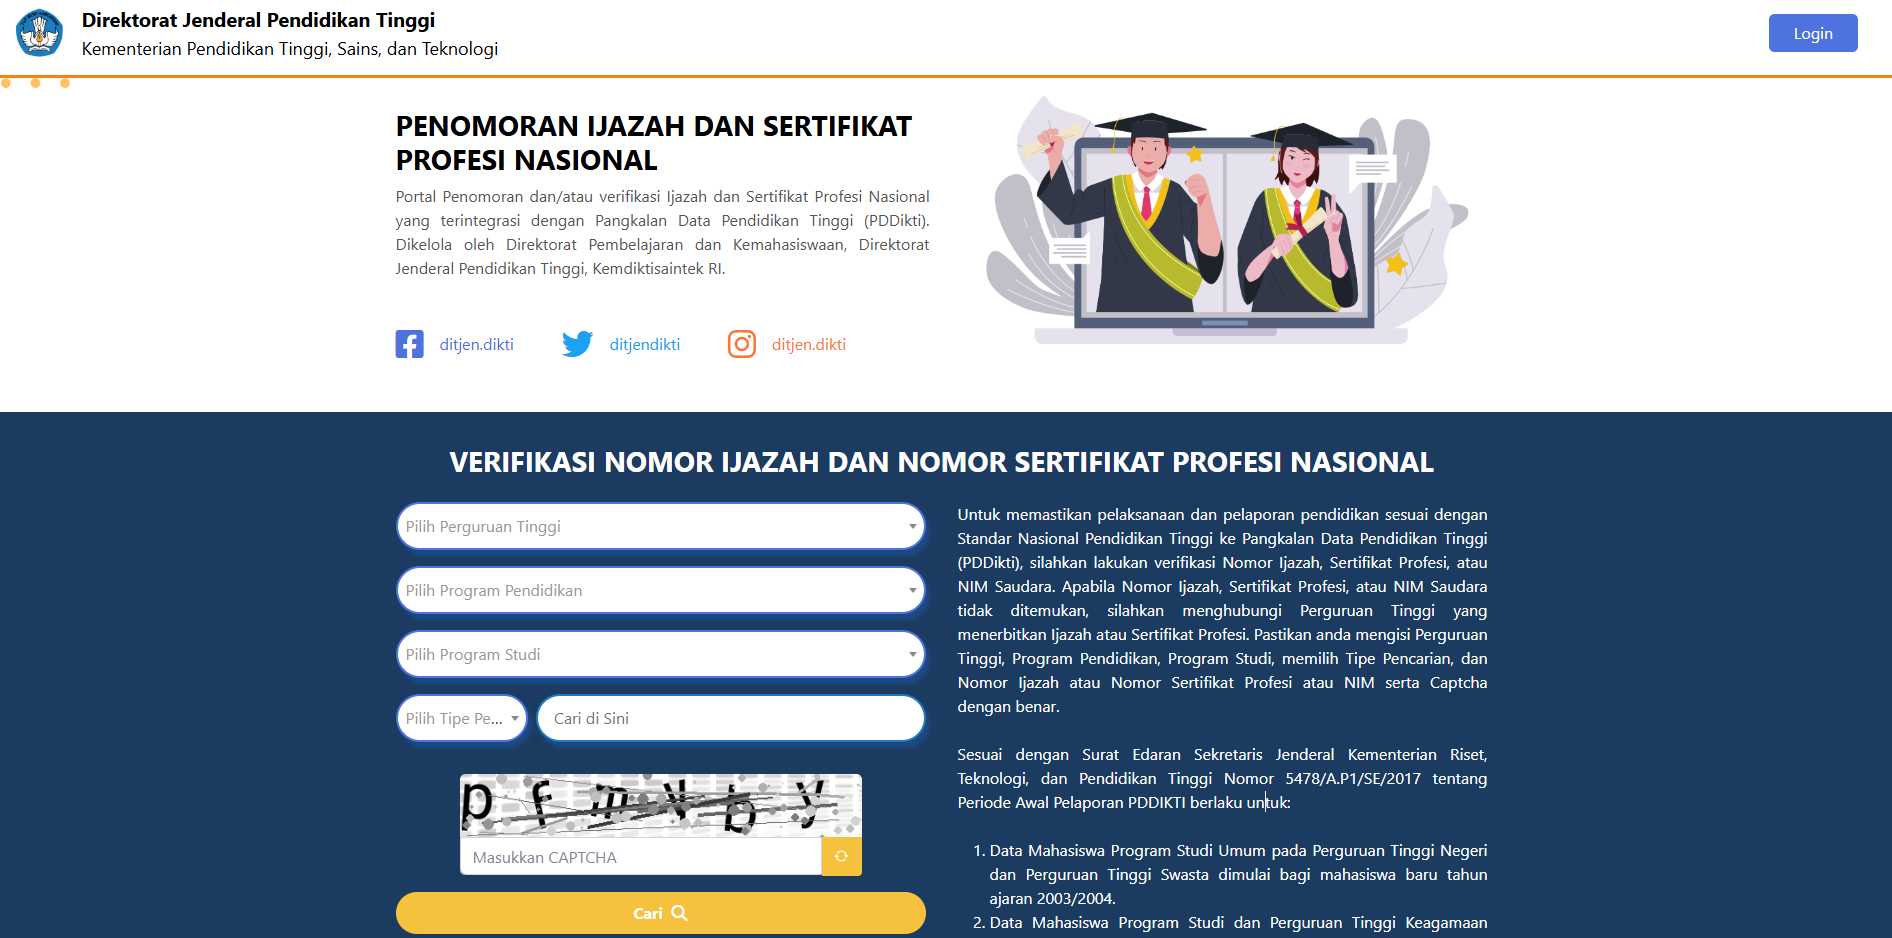 Direktorat Jenderal Pendidikan Tinggi
Kementerian Pendidikan Tinggi, Sains, dan Teknologi
Login
PENOMORAN IJAZAH DAN SERTIFIKAT
PROFESI NASIONAL
Portal Penomoran dan/atau verifikasi Ijazah dan Sertifikat Profesi Nasional
yang terintegrasi dengan Pangkalan Data Pendidikan Tinggi (PDDikti).
Dikelola oleh Direktorat Pembelajaran dan Kemahasiswaan, Direktorat
Jenderal Pendidikan Tinggi, Kemdiktisaintek RI.
ditjen.dikti
ditjendikti
ditjen.dikti
VERIFIKASI NOMOR IJAZAH DAN NOMOR SERTIFIKAT PROFESI NASIONAL
Pilih Perguruan Tinggi
Pilih Program Pendidikan
Pilih Program Studi
Pilih Tipe Pe...
Cari di Sini
Masukkan CAPTCHA
Cari
Untuk memastikan pelaksanaan dan pelaporan pendidikan sesuai dengan
Standar Nasional Pendidikan Tinggi ke Pangkalan Data Pendidikan Tinggi
(PDDikti), silahkan lakukan verifikasi Nomor Ijazah, Sertifikat Profesi, atau
NIM Saudara. Apabila Nomor Ijazah, Sertifikat Profesi, atau NIM Saudara
tidak ditemukan, silahkan menghubungi Perguruan Tinggi yang
menerbitkan Ijazah atau Sertifikat Profesi. Pastikan anda mengisi Perguruan
Tinggi, Program Pendidikan, Program Studi, memilih Tipe Pencarian, dan
Nomor Ijazah atau Nomor Sertifikat Profesi atau NIM serta Captcha
dengan benar.
Sesuai dengan Surat Edaran Sekretaris Jenderal Kementerian Riset,
Teknologi, dan Pendidikan Tinggi Nomor 5478/A.P1/SE/2017 tentang
Periode Awal Pelaporan PDDIKTI berlaku untuk:
1. Data Mahasiswa Program Studi Umum pada Perguruan Tinggi Negeri
dan Perguruan Tinggi Swasta dimulai bagi mahasiswa baru tahun
ajaran 2003/2004.
2. Data Mahasiswa Program Studi dan Perguruan Tinggi Keagamaan